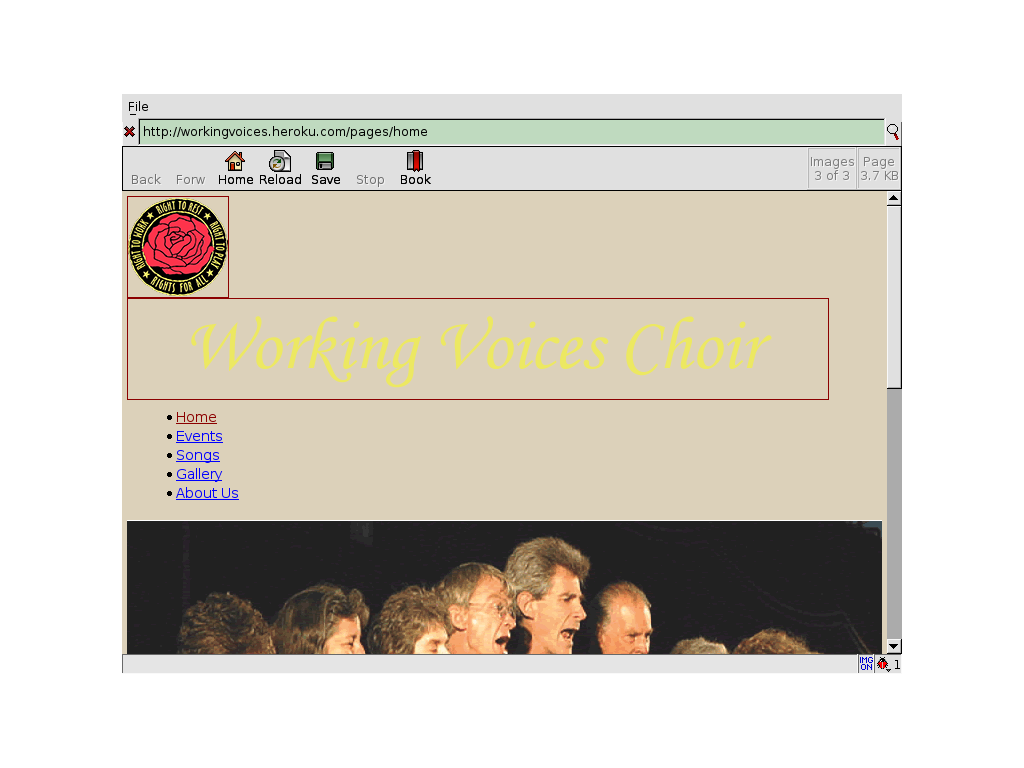 File
http://workingvoices.heroku.com/pages/home
Back Forw Home Reload Save Stop Book
Images Page
3 of 3 3.7 KB
RIGHT TO WORK ★ RIGHT TO REST ★ RIGHT TO PLAY ★ RIGHTS FOR ALL ★
Working Voices Choir
• Home
• Events
• Songs
• Gallery
• About Us
IMG
ON 1